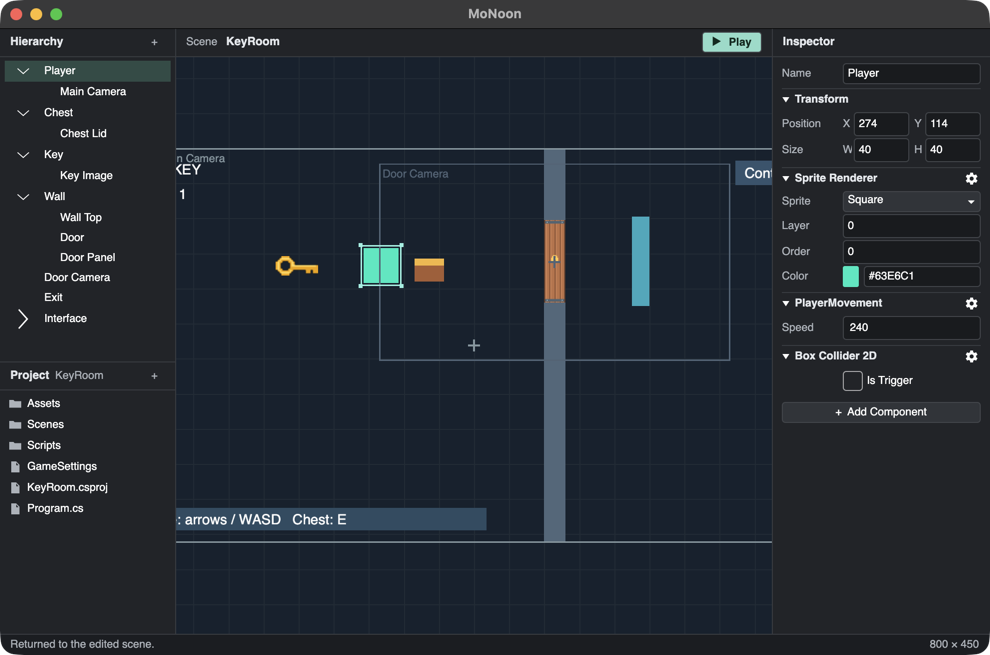 MoNoon
Hierarchy +
Scene KeyRoom
Play
Inspector
Player
Main Camera
Chest
Chest Lid
Key
Key Image
Wall
Wall Top
Door
Door Panel
Door Camera
Exit
Interface
Project KeyRoom +
Assets
Scenes
Scripts
GameSettings
KeyRoom.csproj
Program.cs
n Camera
KEY
1
Door Camera
Cont
: arrows / WASD Chest: E
Name Player
Transform
Position X 274 Y 114
Size W 40 H 40
Sprite Renderer
Sprite Square
Layer 0
Order 0
Color #63E6C1
PlayerMovement
Speed 240
Box Collider 2D
Is Trigger
+ Add Component
Returned to the edited scene.
800 × 450